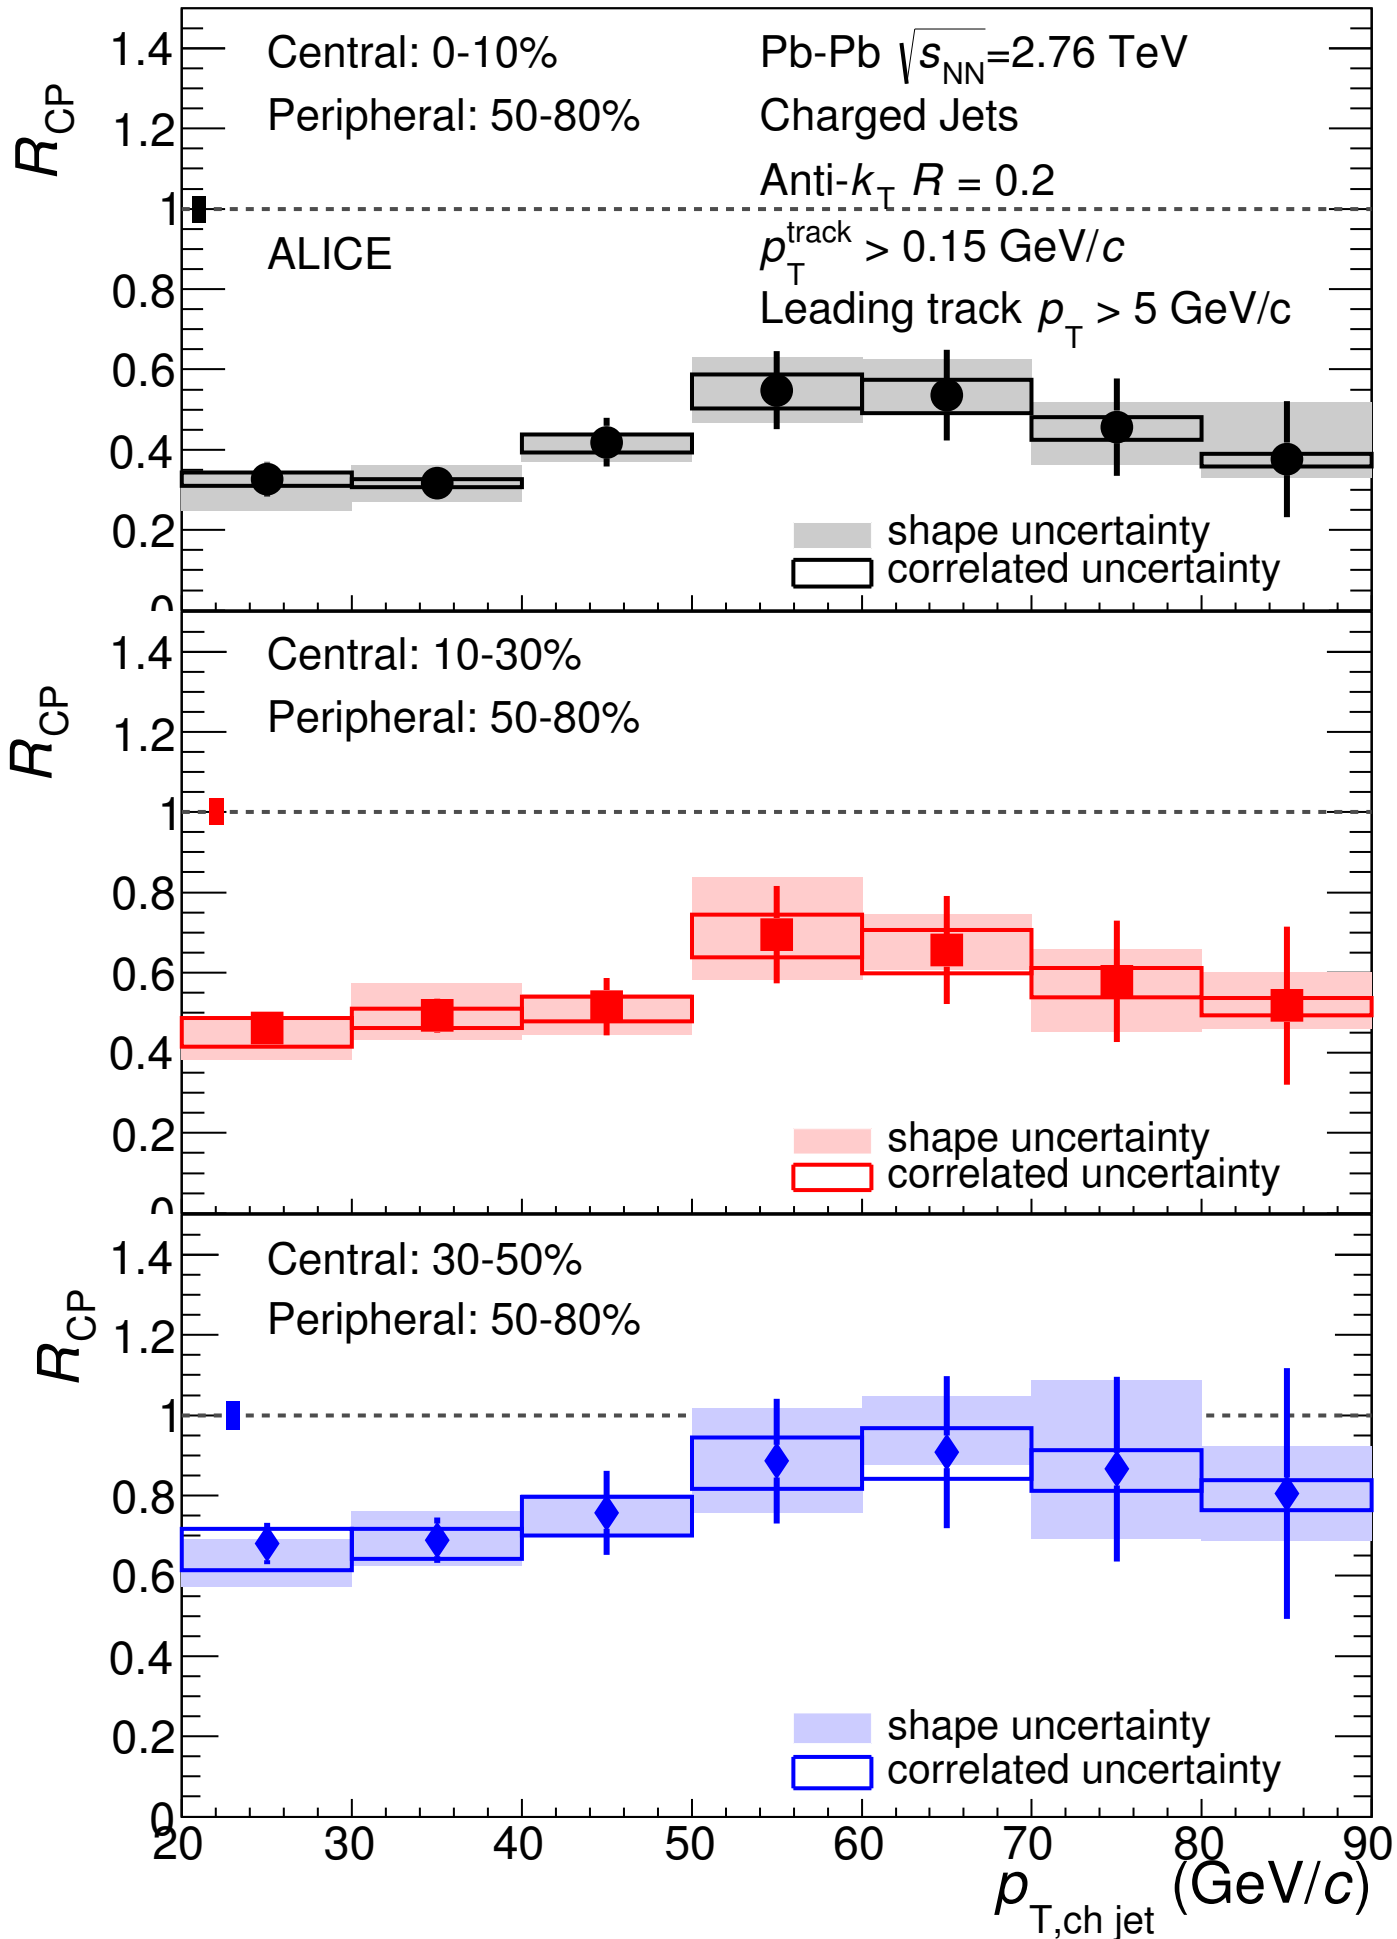 Central: 0-10%
Peripheral: 50-80%
Pb-Pb √sNN=2.76 TeV
Charged Jets
Anti-kT R = 0.2
pTtrack > 0.15 GeV/c
Leading track pT > 5 GeV/c
ALICE
RCP
1.4
1.2
1
0.8
0.6
0.4
0.2
0
shape uncertainty
correlated uncertainty
Central: 10-30%
Peripheral: 50-80%
RCP
1.4
1.2
1
0.8
0.6
0.4
0.2
0
shape uncertainty
correlated uncertainty
Central: 30-50%
Peripheral: 50-80%
RCP
1.4
1.2
1
0.8
0.6
0.4
0.2
0
shape uncertainty
correlated uncertainty
20 30 40 50 60 70 80 90
pT,ch jet (GeV/c)